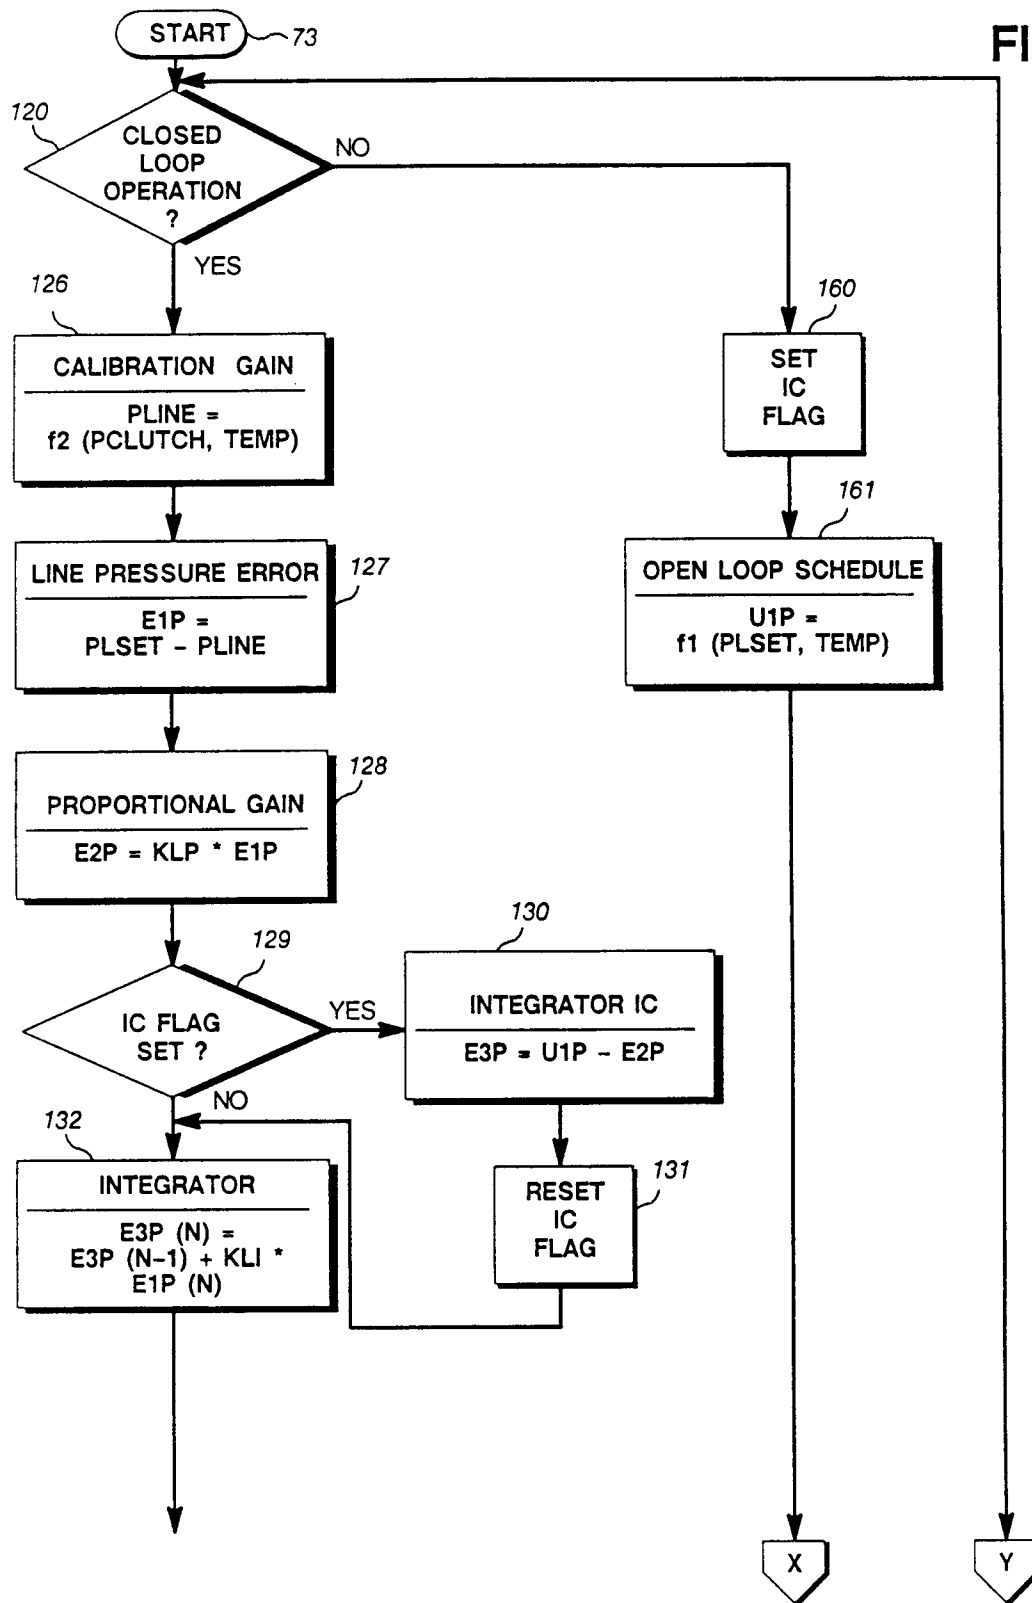 START
73
FI
120
CLOSED
LOOP
OPERATION
?
NO
YES
126
CALIBRATION GAIN
PLINE =
f2 (PCLUTCH, TEMP)
160
SET
IC
FLAG
161
OPEN LOOP SCHEDULE
U1P =
f1 (PLSET, TEMP)
LINE PRESSURE ERROR
E1P =
PLSET – PLINE
127
PROPORTIONAL GAIN
E2P = KLP * E1P
128
129
IC FLAG
SET ?
YES
NO
130
INTEGRATOR IC
E3P = U1P – E2P
131
RESET
IC
FLAG
132
INTEGRATOR
E3P (N) =
E3P (N–1) + KLI *
E1P (N)
X
Y